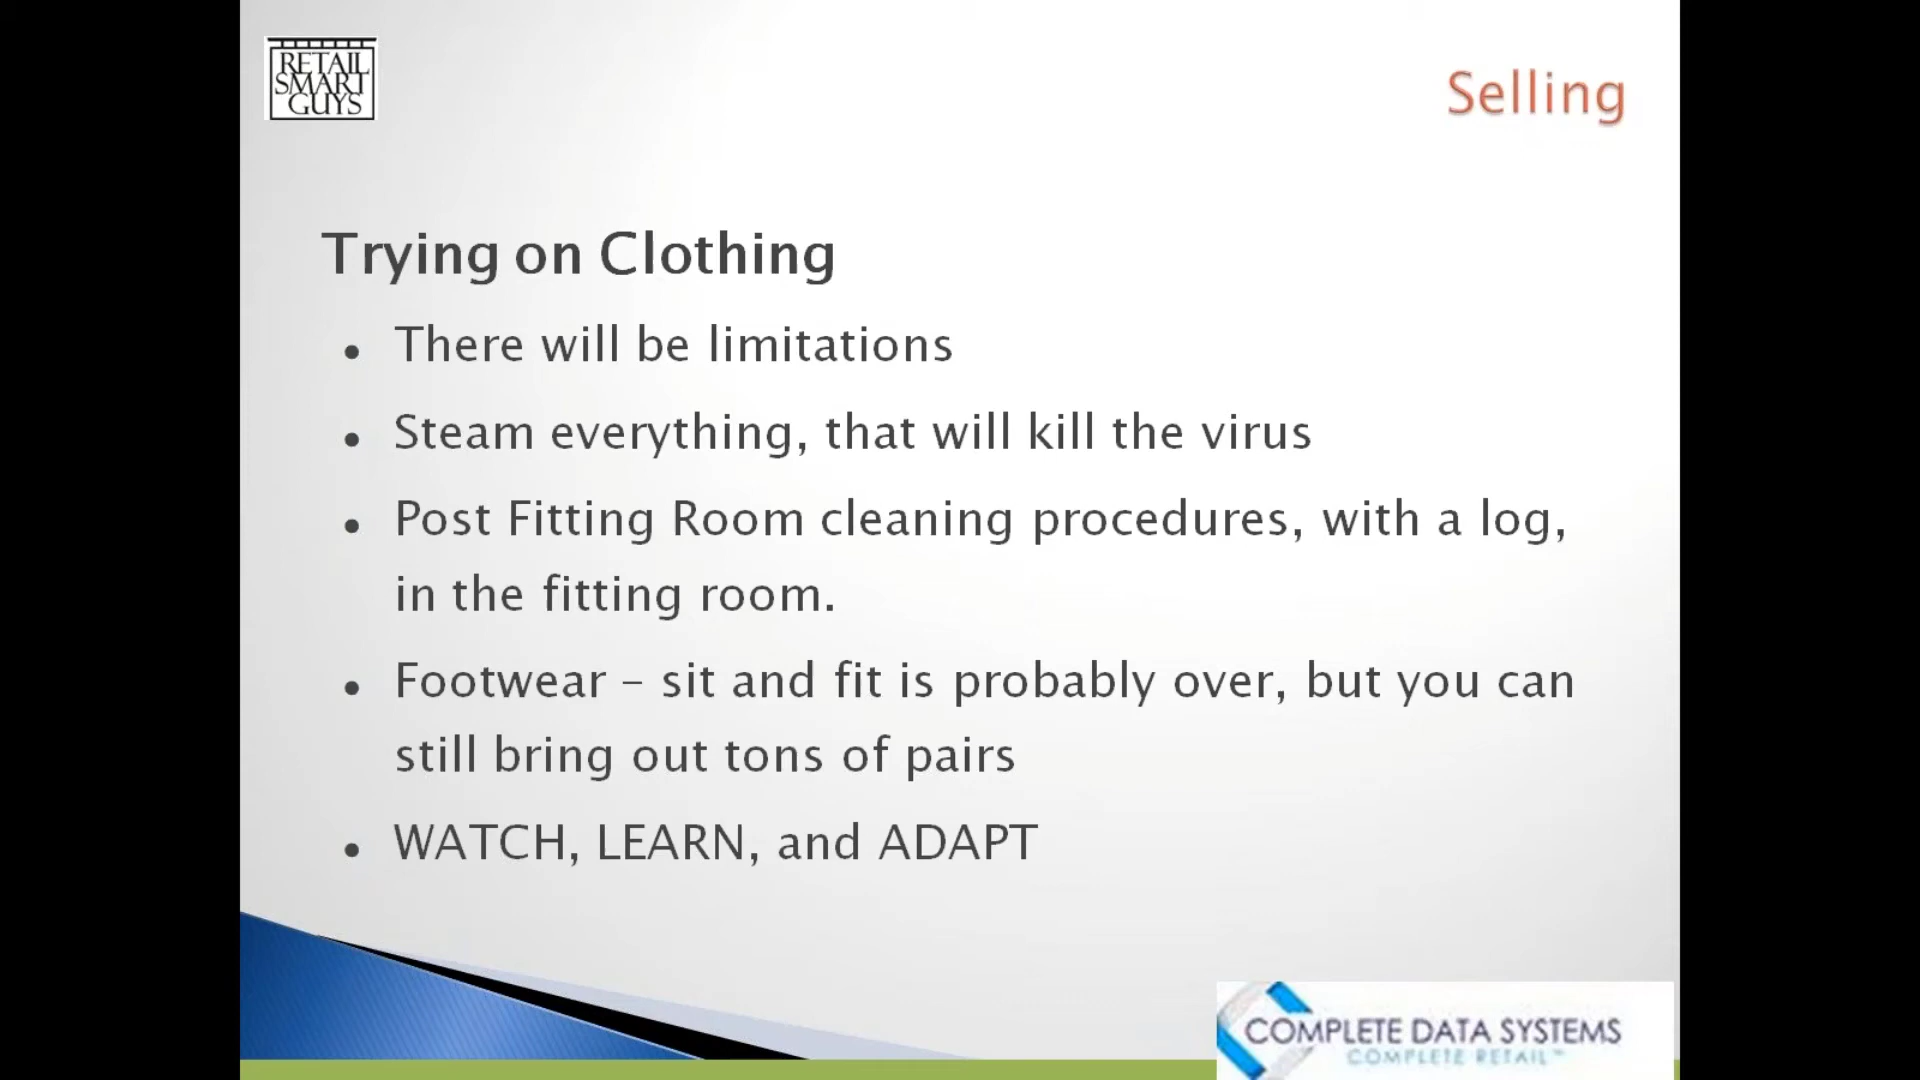 RETAIL
SMART
GUYS
Selling
Trying on Clothing
• There will be limitations
• Steam everything, that will kill the virus
• Post Fitting Room cleaning procedures, with a log,
in the fitting room.
• Footwear – sit and fit is probably over, but you can
still bring out tons of pairs
• WATCH, LEARN, and ADAPT
COMPLETE DATA SYSTEMS
COMPLETE RETAIL™